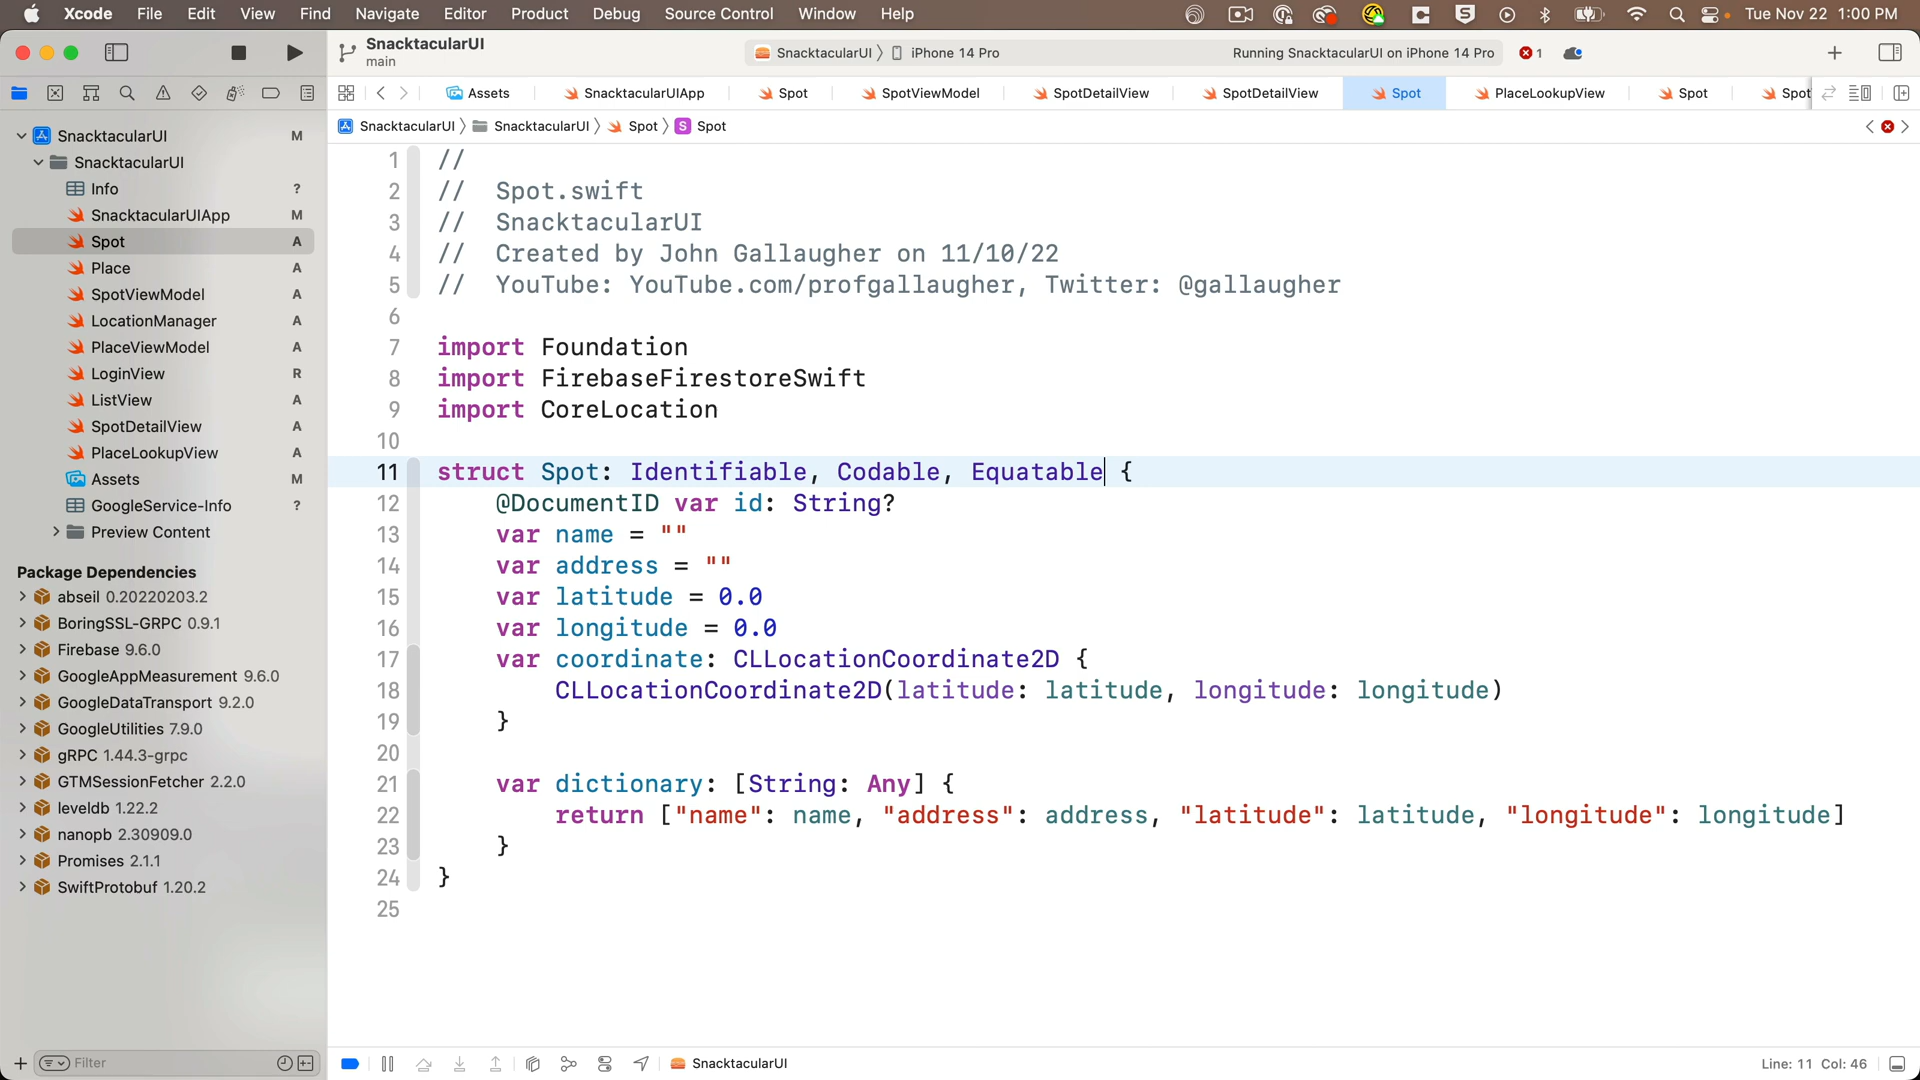 Xcode File Edit View Find Navigate Editor Product Debug Source Control Window Help Tue Nov 22 1:00 PM
SnacktacularUI
main
SnacktacularUI iPhone 14 Pro Running SnacktacularUI on iPhone 14 Pro 1
Assets SnacktacularUIApp Spot SpotViewModel SpotDetailView SpotDetailView Spot PlaceLookupView Spot Spot
SnacktacularUI SnacktacularUI Spot S Spot
SnacktacularUI M
SnacktacularUI
Info ?
SnacktacularUIApp M
Spot A
Place A
SpotViewModel A
LocationManager A
PlaceViewModel A
LoginView R
ListView A
SpotDetailView A
PlaceLookupView A
Assets M
GoogleService-Info ?
Preview Content
Package Dependencies
abseil 0.20220203.2
BoringSSL-GRPC 0.9.1
Firebase 9.6.0
GoogleAppMeasurement 9.6.0
GoogleDataTransport 9.2.0
GoogleUtilities 7.9.0
gRPC 1.44.3-grpc
GTMSessionFetcher 2.2.0
leveldb 1.22.2
nanopb 2.30909.0
Promises 2.1.1
SwiftProtobuf 1.20.2
Filter
1 //
2 //  Spot.swift
3 //  SnacktacularUI
4 //  Created by John Gallaugher on 11/10/22
5 //  YouTube: YouTube.com/profgallaugher, Twitter: @gallaugher
6
7 import Foundation
8 import FirebaseFirestoreSwift
9 import CoreLocation
10
11 struct Spot: Identifiable, Codable, Equatable {
12     @DocumentID var id: String?
13     var name = ""
14     var address = ""
15     var latitude = 0.0
16     var longitude = 0.0
17     var coordinate: CLLocationCoordinate2D {
18         CLLocationCoordinate2D(latitude: latitude, longitude: longitude)
19     }
20
21     var dictionary: [String: Any] {
22         return ["name": name, "address": address, "latitude": latitude, "longitude": longitude]
23     }
24 }
25
SnacktacularUI Line: 11 Col: 46